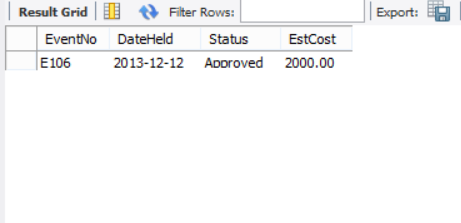 Result Grid Filter Rows: Export:
EventNo DateHeld Status EstCost
E106 2013-12-12 Approved 2000.00